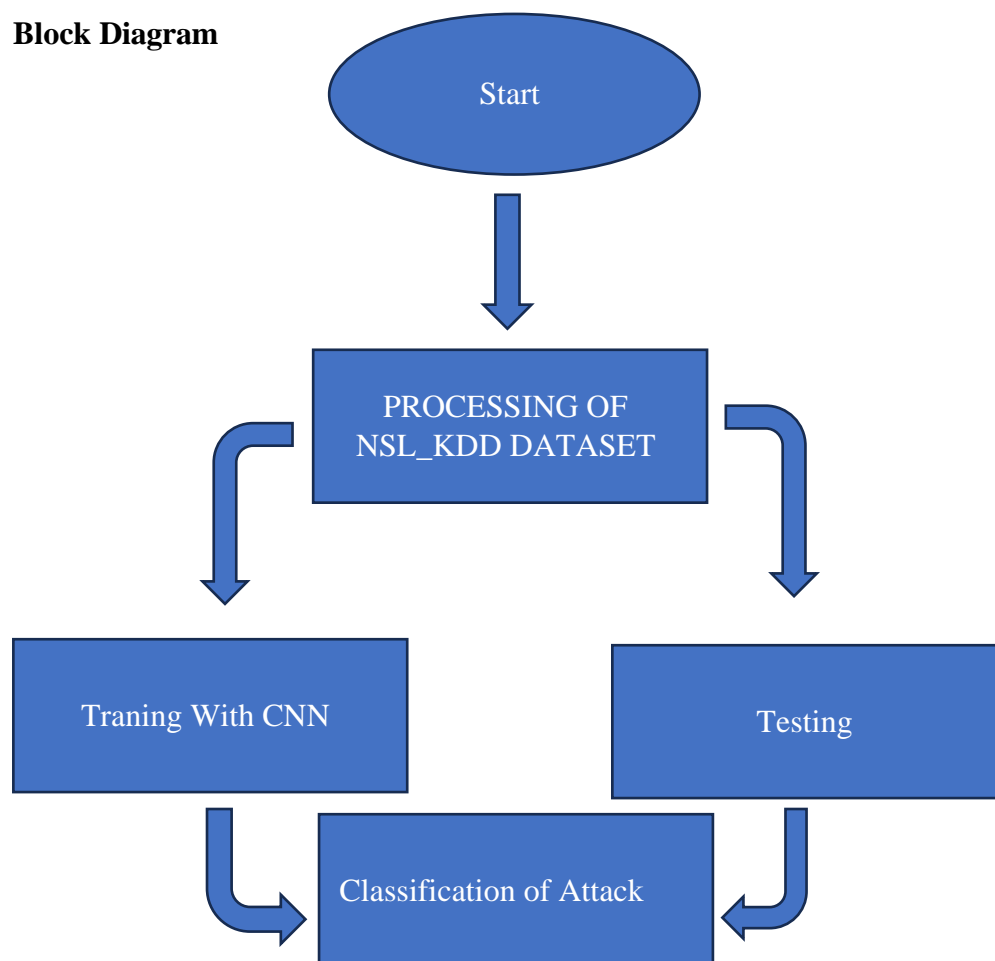 Block Diagram
Start
PROCESSING OF
NSL_KDD DATASET
Traning With CNN
Testing
Classification of Attack